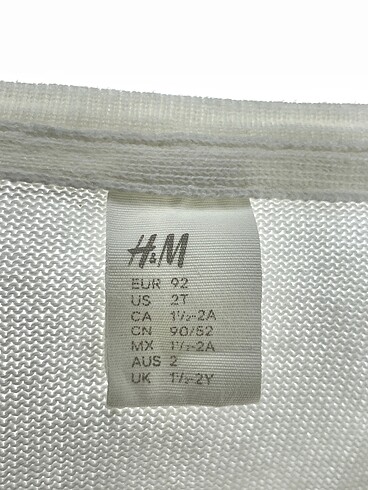 H&M
EUR 92
US 2T
CA 1½-2A
CN 90/52
MX 1½-2A
AUS 2
UK 1½-2Y